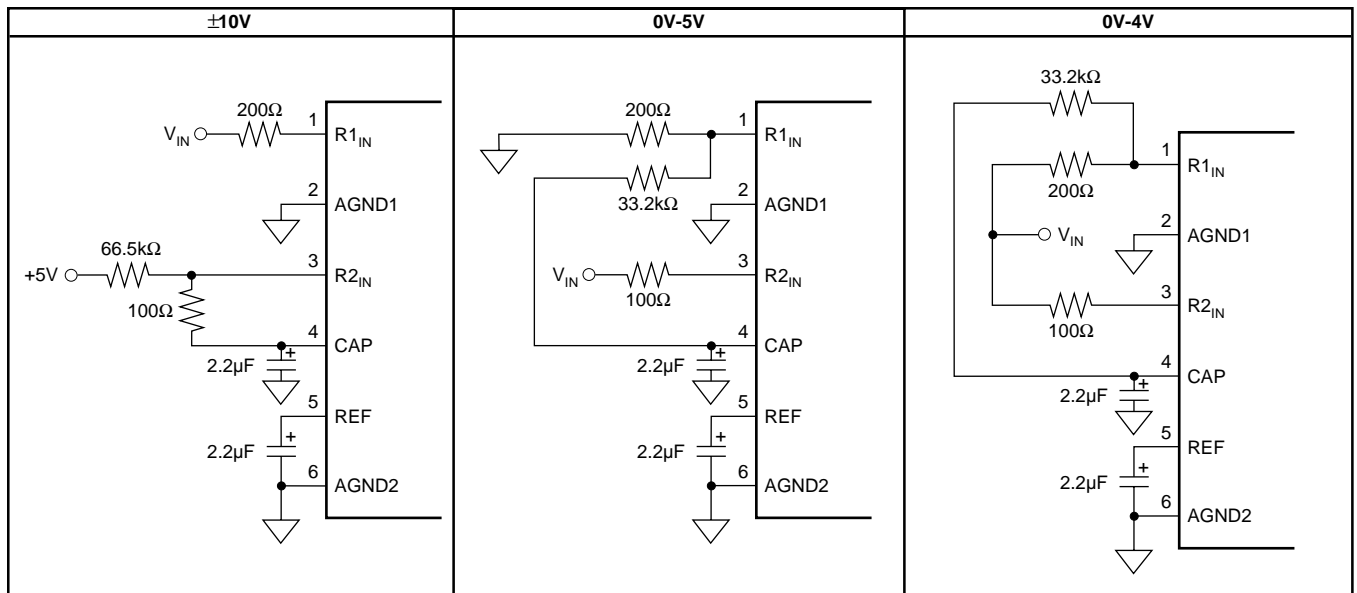 ±10V
200Ω
V_IN
1
R1_IN
2
AGND1
66.5kΩ
+5V
3
R2_IN
100Ω
4
CAP
2.2µF
+
5
REF
2.2µF
+
6
AGND2
0V-5V
200Ω
1
R1_IN
33.2kΩ
2
AGND1
V_IN
100Ω
3
R2_IN
4
CAP
2.2µF
+
5
REF
2.2µF
+
6
AGND2
0V-4V
33.2kΩ
1
R1_IN
200Ω
2
AGND1
V_IN
3
R2_IN
100Ω
4
CAP
2.2µF
+
5
REF
2.2µF
+
6
AGND2